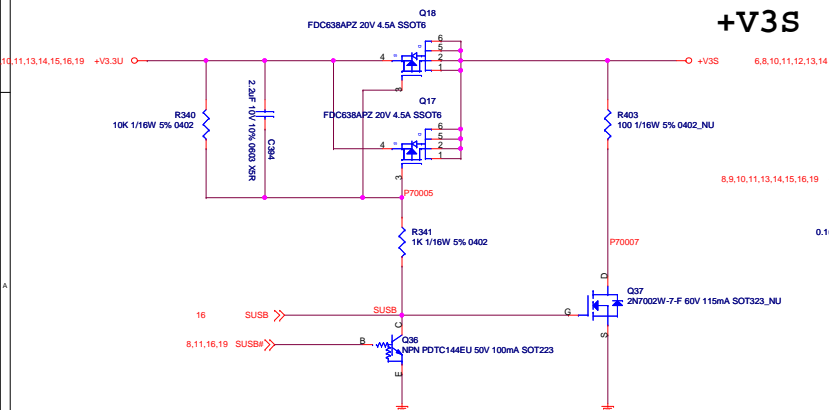 +V3S
Q18
FDC638APZ 20V 4.5A SSOT6
10,11,13,14,15,16,19 +V3.3U
4
6
5
2
1
3
+V3S
6,8,10,11,12,13,14
R340
10K 1/16W 5% 0402
2.2uF 10V 10% 0603 X5R
C394
Q17
FDC638APZ 20V 4.5A SSOT6
4
6
5
2
1
3
R403
100 1/16W 5% 0402_NU
8,9,10,11,13,14,15,16,19
P70005
R341
1K 1/16W 5% 0402
0.1
P70007
A
D
Q37
2N7002W-7-F 60V 115mA SOT323_NU
G
S
16
SUSB
SUSB
C
8,11,16,19
SUSB#
B
Q36
NPN PDTC144EU 50V 100mA SOT223
E